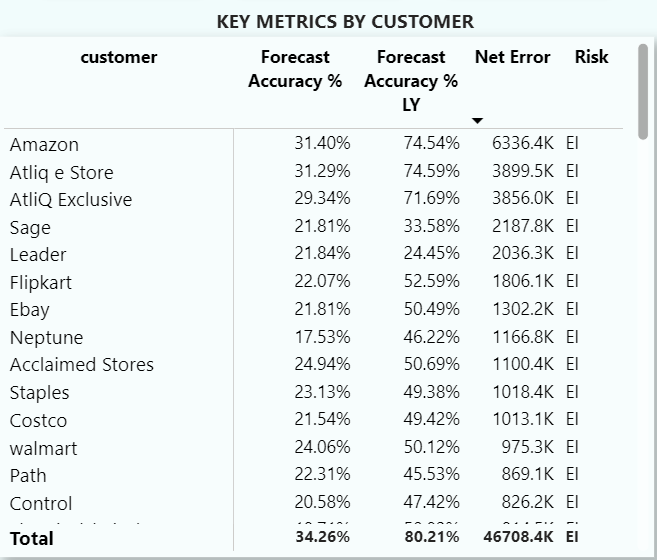 KEY METRICS BY CUSTOMER
customer Forecast Accuracy % Forecast Accuracy % LY Net Error Risk
Amazon 31.40% 74.54% 6336.4K EI
Atliq e Store 31.29% 74.59% 3899.5K EI
AtliQ Exclusive 29.34% 71.69% 3856.0K EI
Sage 21.81% 33.58% 2187.8K EI
Leader 21.84% 24.45% 2036.3K EI
Flipkart 22.07% 52.59% 1806.1K EI
Ebay 21.81% 50.49% 1302.2K EI
Neptune 17.53% 46.22% 1166.8K EI
Acclaimed Stores 24.94% 50.69% 1100.4K EI
Staples 23.13% 49.38% 1018.4K EI
Costco 21.54% 49.42% 1013.1K EI
walmart 24.06% 50.12% 975.3K EI
Path 22.31% 45.53% 869.1K EI
Control 20.58% 47.42% 826.2K EI
Total 34.26% 80.21% 46708.4K EI